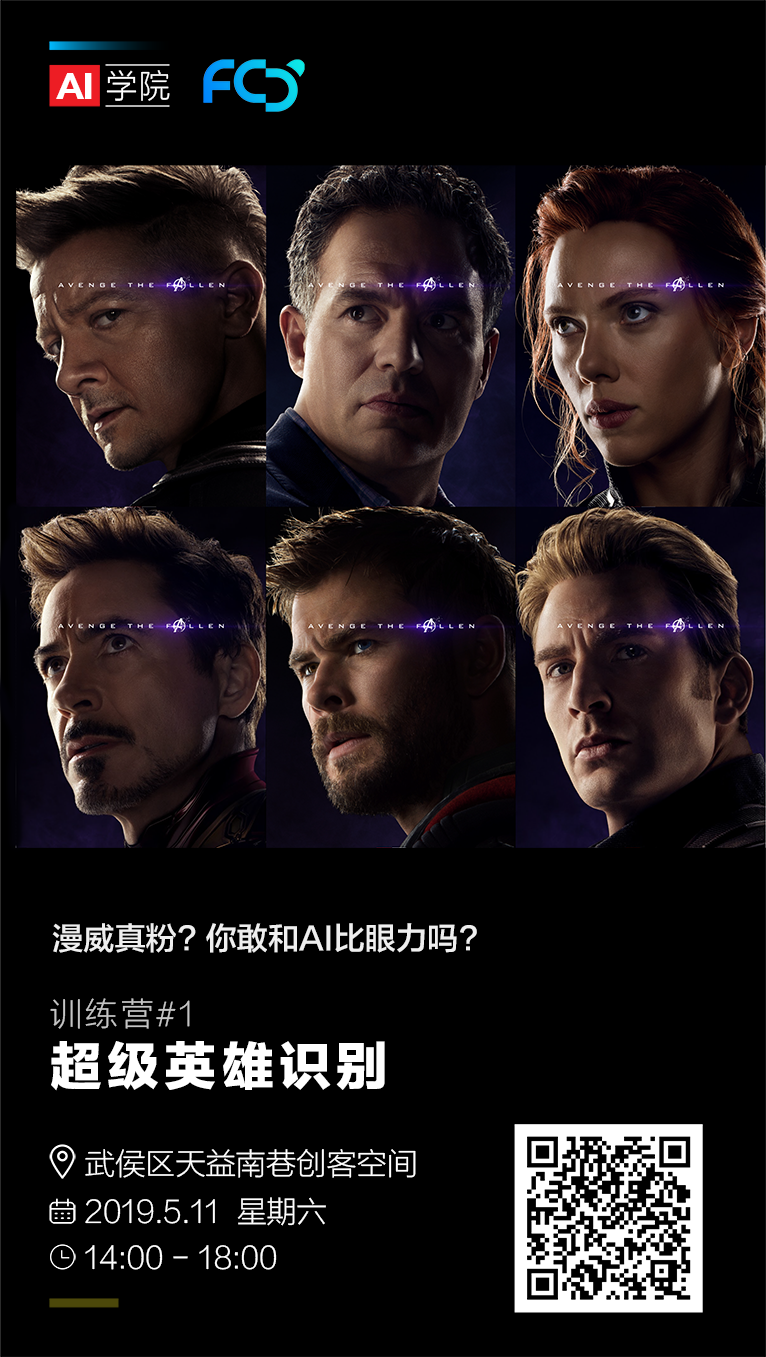 AI学院 FCD
AVENGE THE FALLEN AVENGE THE FALLEN AVENGE THE FALLEN
AVENGE THE FALLEN AVENGE THE FALLEN AVENGE THE FALLEN
漫威真粉？你敢和AI比眼力吗？
训练营#1
超级英雄识别
武侯区天益南巷创客空间
2019.5.11 星期六
14:00 - 18:00